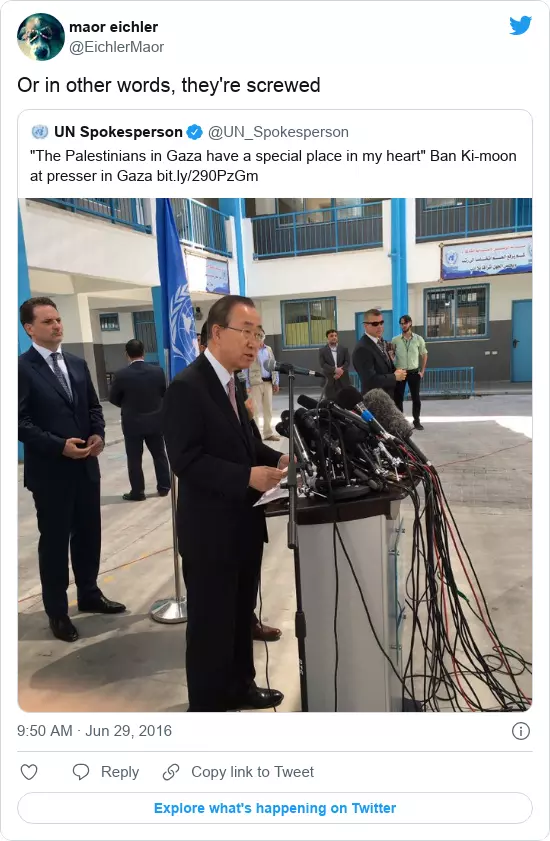 maor eichler
@EichlerMaor
Or in other words, they're screwed
UN Spokesperson @UN_Spokesperson
"The Palestinians in Gaza have a special place in my heart" Ban Ki-moon
at presser in Gaza bit.ly/290PzGm
9:50 AM · Jun 29, 2016
Reply
Copy link to Tweet
Explore what's happening on Twitter